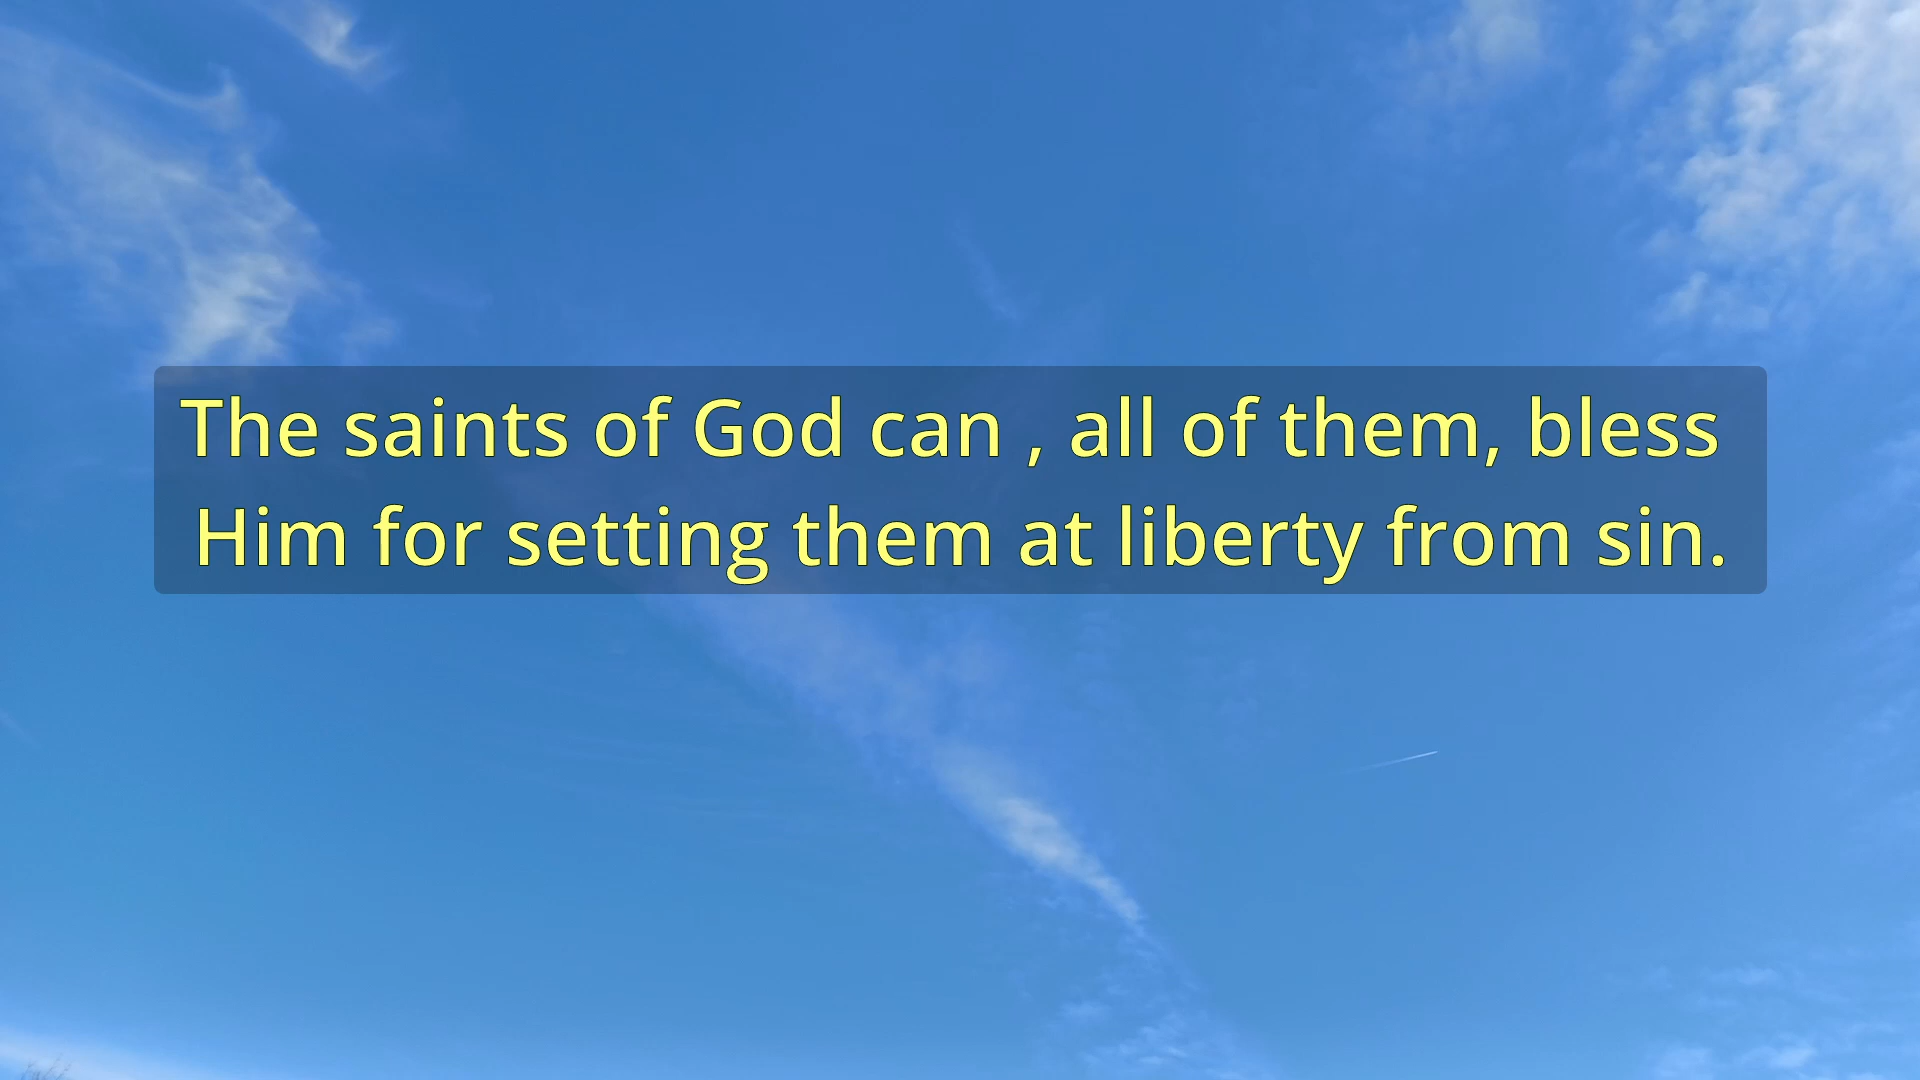 The saints of God can , all of them, bless
Him for setting them at liberty from sin.